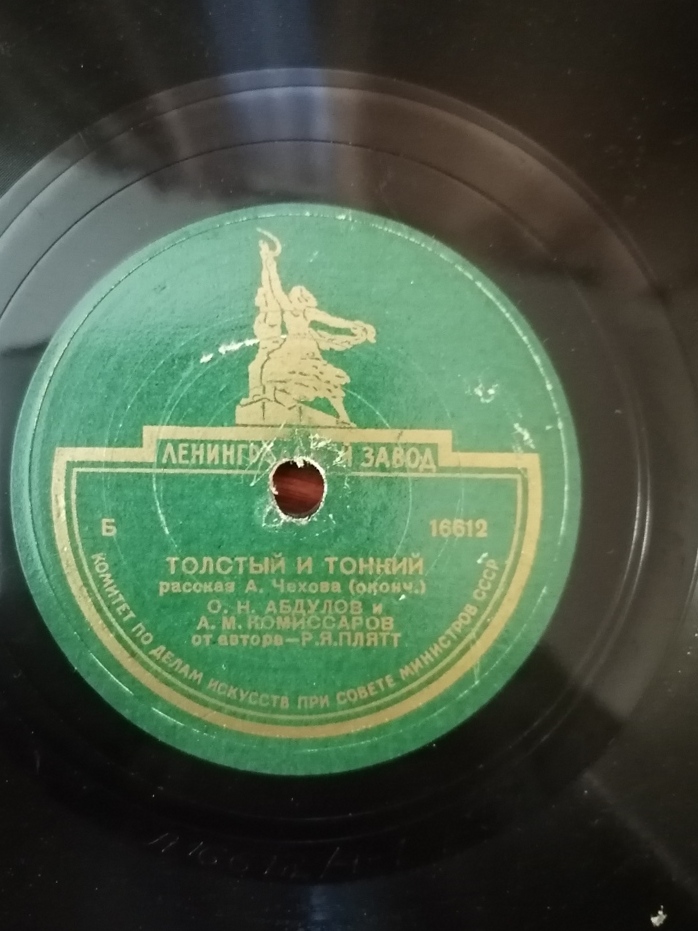 ЗАВОД
Б 16612
ТОЛСТЫЙ И ТОНКИЙ
рассказ А. Чехова (оконч.)
О. Н. АБДУЛОВ и
А. М. КОМИССАРОВ
от автора—Р.Я.ПЛЯТТ
КОМИТЕТ ПО ДЕЛАМ ИСКУССТВ ПРИ СОВЕТЕ МИНИСТРОВ СССР